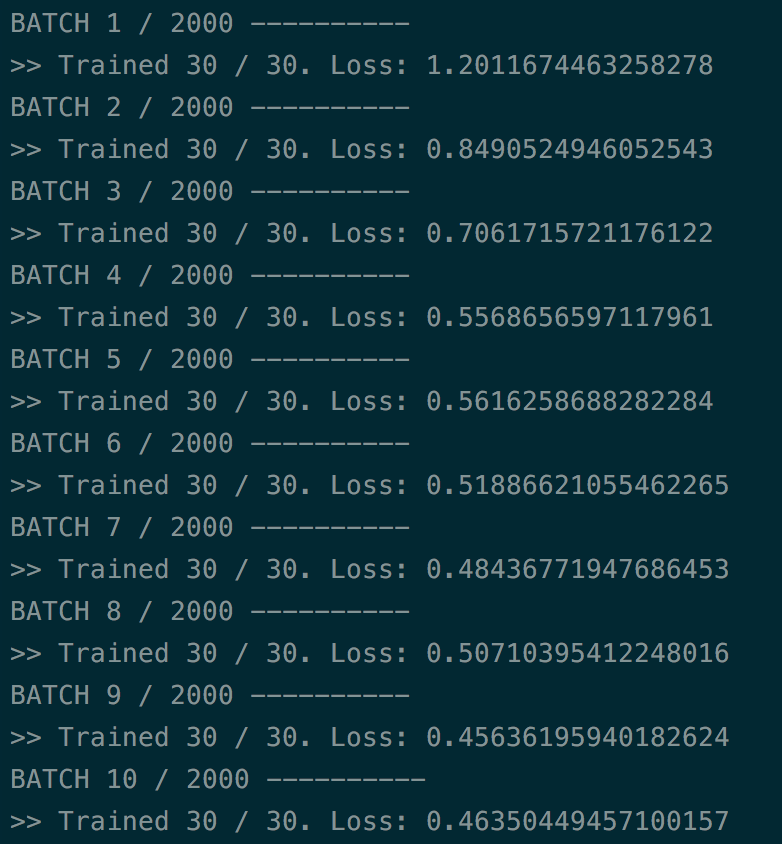 BATCH 1 / 2000 ----------
>> Trained 30 / 30. Loss: 1.2011674463258278
BATCH 2 / 2000 ----------
>> Trained 30 / 30. Loss: 0.8490524946052543
BATCH 3 / 2000 ----------
>> Trained 30 / 30. Loss: 0.7061715721176122
BATCH 4 / 2000 ----------
>> Trained 30 / 30. Loss: 0.5568656597117961
BATCH 5 / 2000 ----------
>> Trained 30 / 30. Loss: 0.5616258688282284
BATCH 6 / 2000 ----------
>> Trained 30 / 30. Loss: 0.51886621055462265
BATCH 7 / 2000 ----------
>> Trained 30 / 30. Loss: 0.48436771947686453
BATCH 8 / 2000 ----------
>> Trained 30 / 30. Loss: 0.50710395412248016
BATCH 9 / 2000 ----------
>> Trained 30 / 30. Loss: 0.45636195940182624
BATCH 10 / 2000 ----------
>> Trained 30 / 30. Loss: 0.46350449457100157